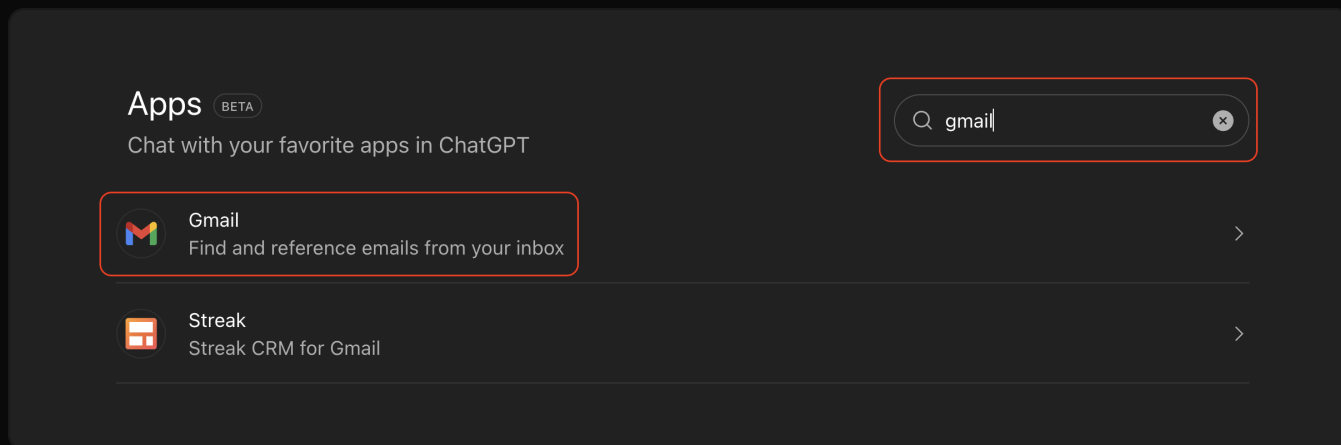 Apps BETA
Chat with your favorite apps in ChatGPT
gmail
Gmail
Find and reference emails from your inbox
Streak
Streak CRM for Gmail